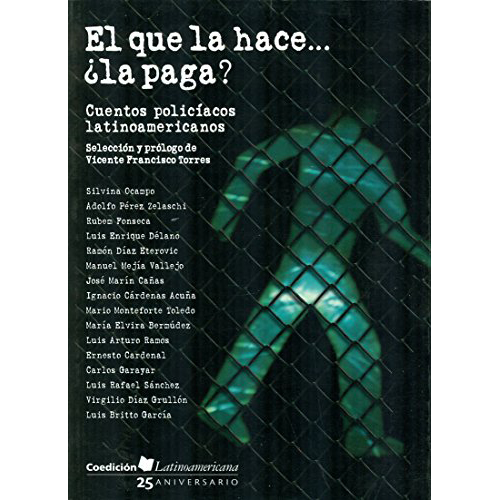 El que la hace...
¿la paga?
Cuentos policíacos
latinoamericanos
Selección y prólogo de
Vicente Francisco Torres
Silvina Ocampo
Adolfo Pérez Zelaschi
Rubem Fonseca
Luis Enrique Délano
Ramón Díaz Eterovic
Manuel Mejía Vallejo
José Marín Cañas
Ignacio Cárdenas Acuña
Mario Monteforte Toledo
María Elvira Bermúdez
Luis Arturo Ramos
Ernesto Cardenal
Carlos Garayar
Luis Rafael Sánchez
Virgilio Díaz Grullón
Luis Britto García
Coedición Latinoamericana
25 ANIVERSARIO